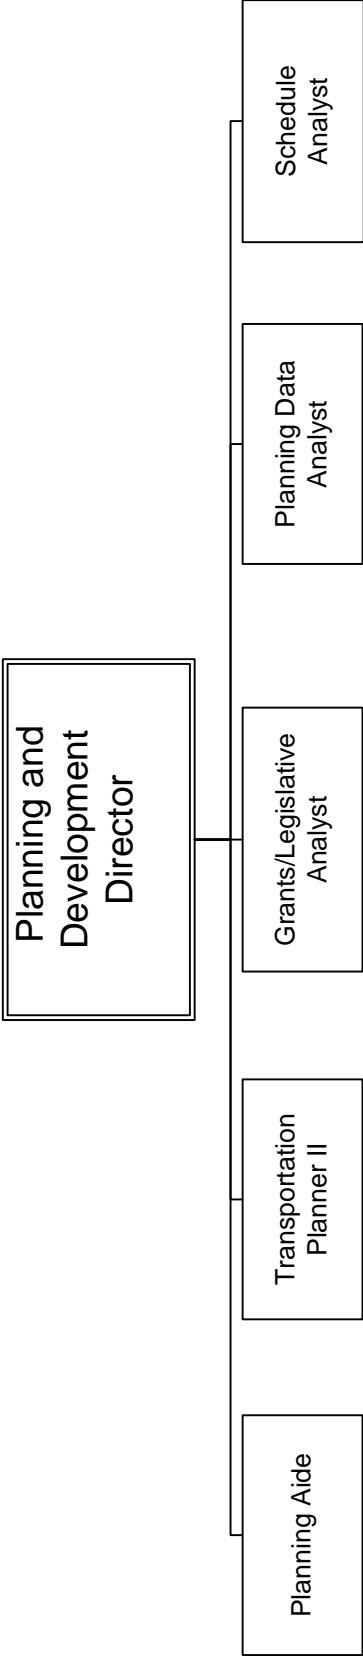 Planning and
Development
Director
Planning Aide
Transportation
Planner II
Grants/Legislative
Analyst
Planning Data
Analyst
Schedule
Analyst